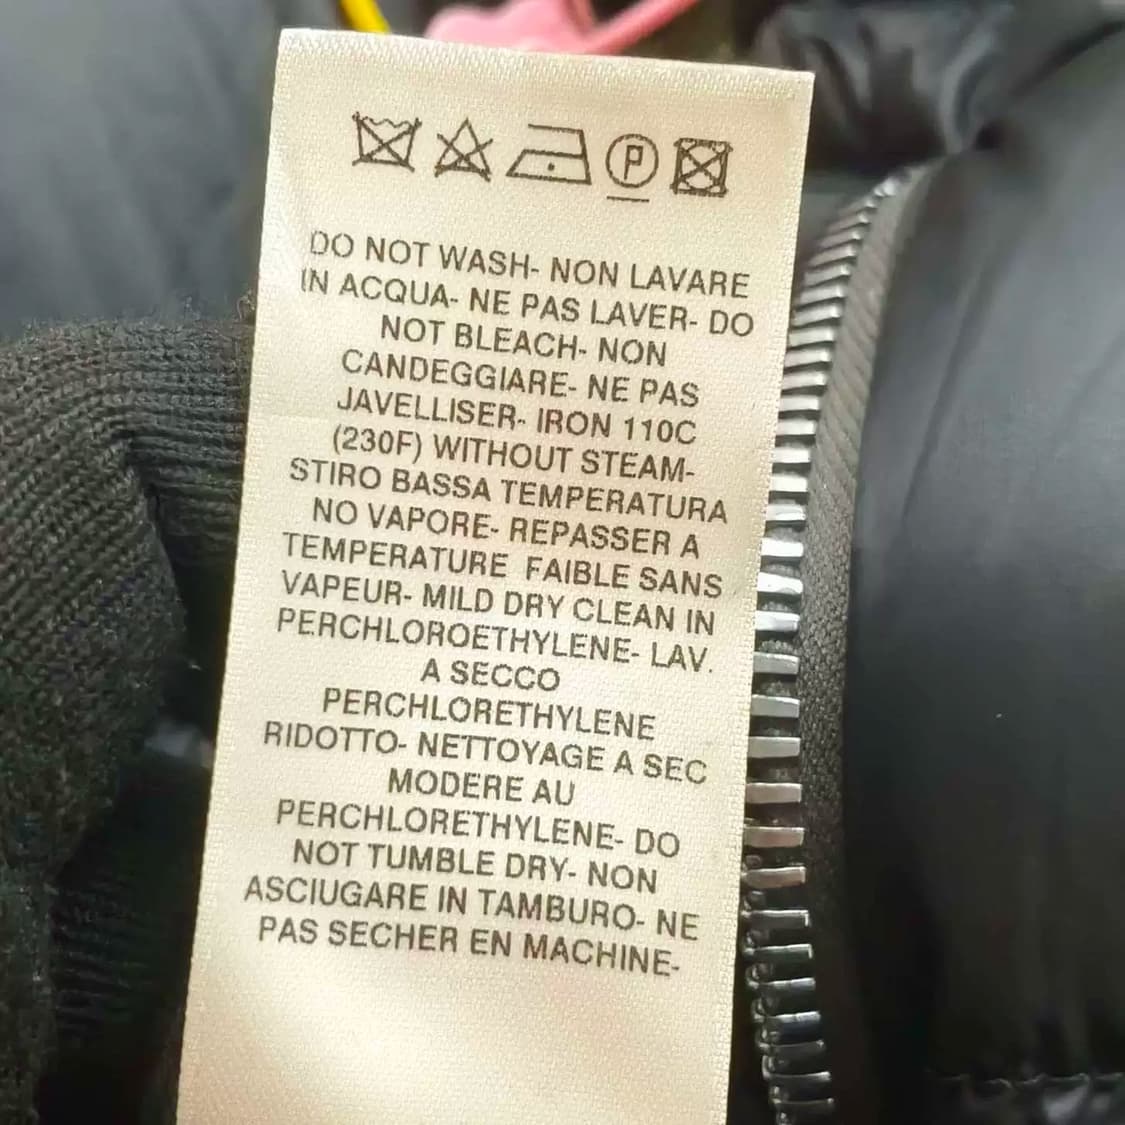 P
DO NOT WASH- NON LAVARE
IN ACQUA- NE PAS LAVER- DO
NOT BLEACH- NON
CANDEGGIARE- NE PAS
JAVELLISER- IRON 110C
(230F) WITHOUT STEAM-
STIRO BASSA TEMPERATURA
NO VAPORE- REPASSER A
TEMPERATURE FAIBLE SANS
VAPEUR- MILD DRY CLEAN IN
PERCHLOROETHYLENE- LAV.
A SECCO
PERCHLORETHYLENE
RIDOTTO- NETTOYAGE A SEC
MODERE AU
PERCHLORETHYLENE- DO
NOT TUMBLE DRY- NON
ASCIUGARE IN TAMBURO- NE
PAS SECHER EN MACHINE-